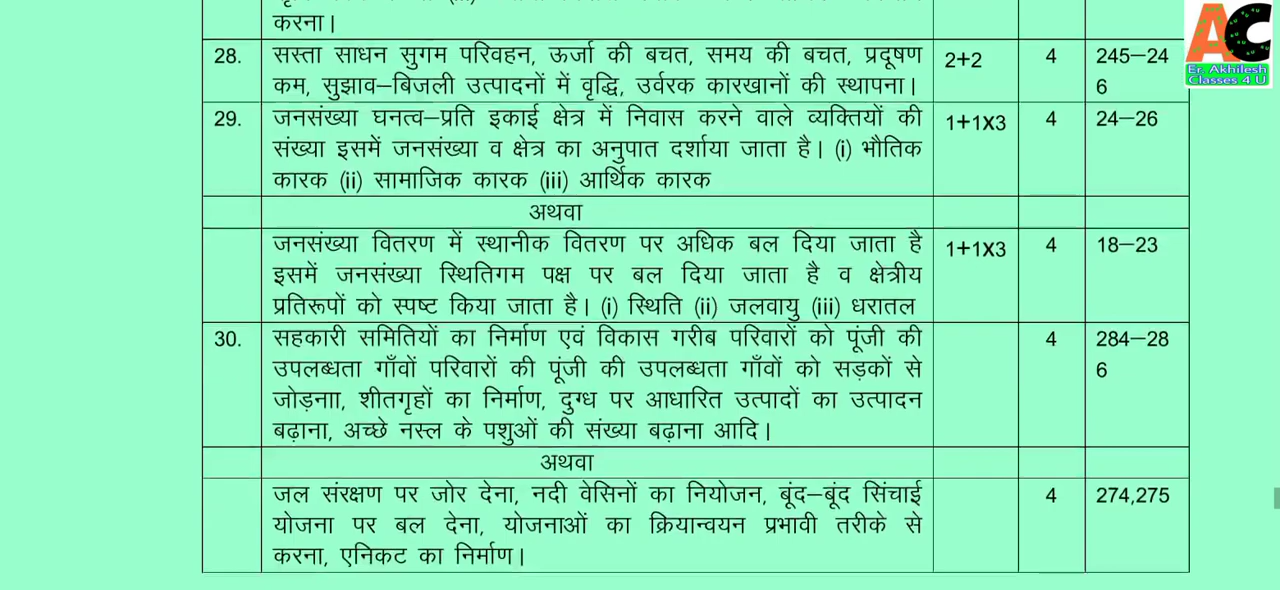 करना।
28. सस्ता साधन सुगम परिवहन, ऊर्जा की बचत, समय की बचत, प्रदूषण 2+2 4 245–24
कम, सुझाव–बिजली उत्पादनों में वृद्धि, उर्वरक कारखानों की स्थापना। 6
29. जनसंख्या घनत्व–प्रति इकाई क्षेत्र में निवास करने वाले व्यक्तियों की 1+1X3 4 24–26
संख्या इसमें जनसंख्या व क्षेत्र का अनुपात दर्शाया जाता है। (i) भौतिक
कारक (ii) सामाजिक कारक (iii) आर्थिक कारक
अथवा
जनसंख्या वितरण में स्थानीक वितरण पर अधिक बल दिया जाता है 1+1X3 4 18–23
इसमें जनसंख्या स्थितिगम पक्ष पर बल दिया जाता है व क्षेत्रीय
प्रतिरूपों को स्पष्ट किया जाता है। (i) स्थिति (ii) जलवायु (iii) धरातल
30. सहकारी समितियों का निर्माण एवं विकास गरीब परिवारों को पूंजी की 4 284–28
उपलब्धता गाँवों परिवारों की पूंजी की उपलब्धता गाँवों को सड़कों से 6
जोड़नाा, शीतगृहों का निर्माण, दुग्ध पर आधारित उत्पादों का उत्पादन
बढ़ाना, अच्छे नस्ल के पशुओं की संख्या बढ़ाना आदि।
अथवा
जल संरक्षण पर जोर देना, नदी वेसिनों का नियोजन, बूंद–बूंद सिंचाई 4 274,275
योजना पर बल देना, योजनाओं का क्रियान्वयन प्रभावी तरीके से
करना, एनिकट का निर्माण।
AC
Er. Akhilesh
Classes 4 U